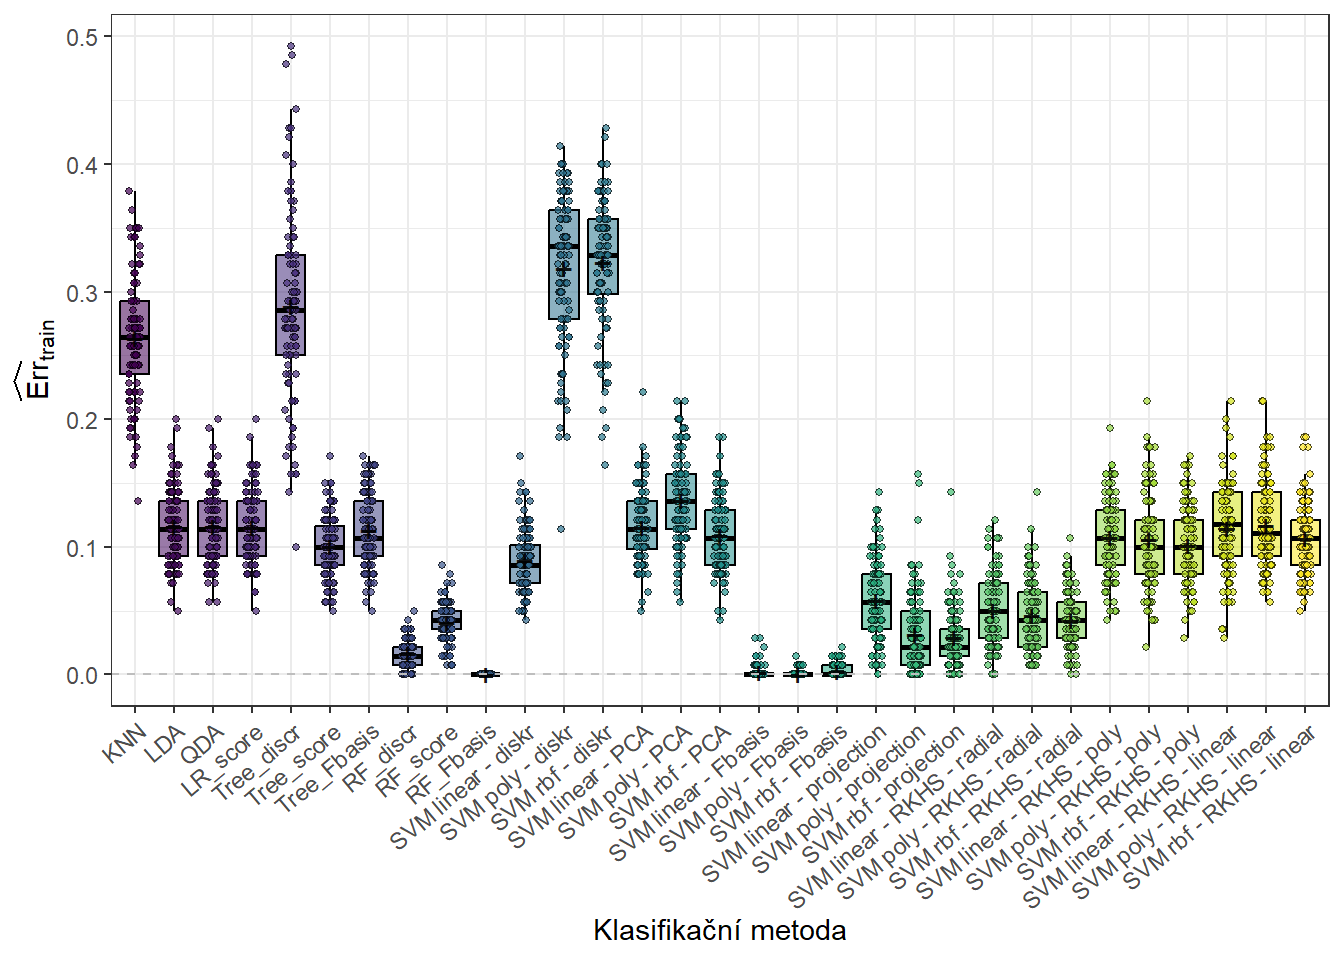 0.5
0.4
0.3
0.2
0.1
0.0
Err train
KNN
LDA
QDA
LR_score
Tree_discr
Tree_score
Tree_Fbasis
RF_discr
RF_score
RF_Fbasis
SVM linear - diskr
SVM poly - diskr
SVM rbf - diskr
SVM linear - PCA
SVM poly - PCA
SVM rbf - PCA
SVM linear - Fbasis
SVM poly - Fbasis
SVM rbf - Fbasis
SVM linear - projection
SVM poly - projection
SVM rbf - projection
SVM linear - RKHS - radial
SVM poly - RKHS - radial
SVM rbf - RKHS - radial
SVM linear - RKHS - poly
SVM poly - RKHS - poly
SVM rbf - RKHS - poly
SVM linear - RKHS - linear
SVM poly - RKHS - linear
SVM rbf - RKHS - linear
Klasifikační metoda